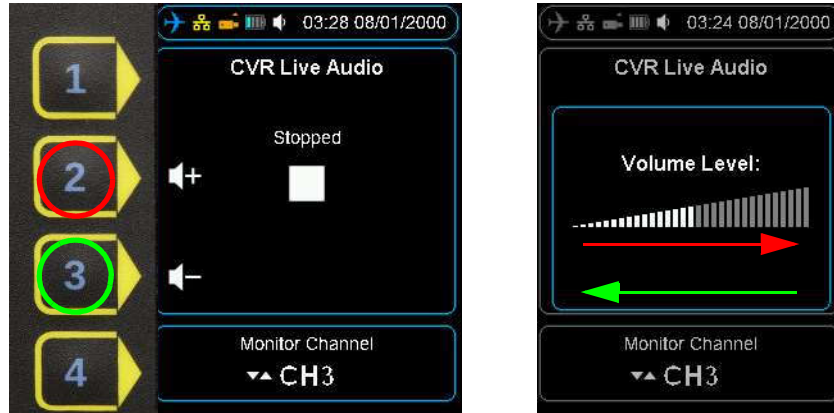 1
2
3
4
03:28 08/01/2000
CVR Live Audio
Stopped
+
−
Monitor Channel
CH3
03:24 08/01/2000
CVR Live Audio
Volume Level:
Monitor Channel
CH3